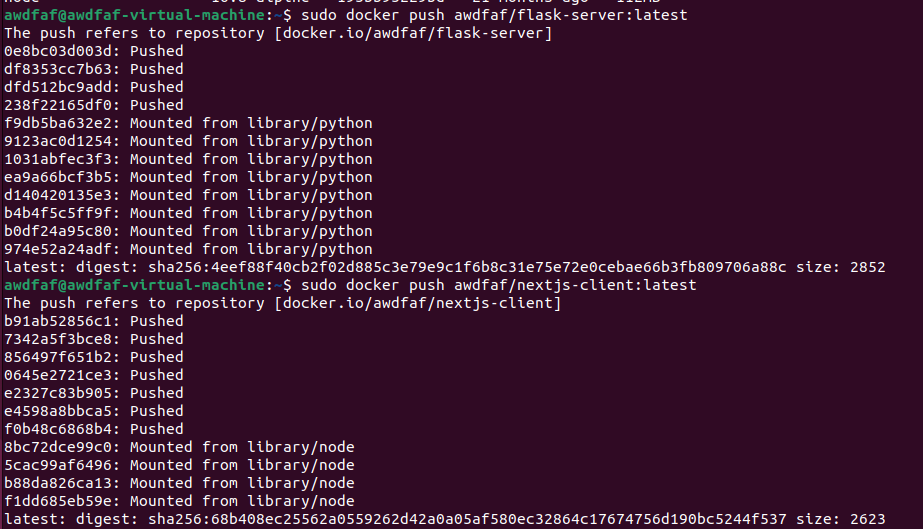 awdfaf@awdfaf-virtual-machine:~$ sudo docker push awdfaf/flask-server:latest
The push refers to repository [docker.io/awdfaf/flask-server]
0e8bc03d003d: Pushed
df8353cc7b63: Pushed
dfd512bc9add: Pushed
238f22165df0: Pushed
f9db5ba632e2: Mounted from library/python
9123ac0d1254: Mounted from library/python
1031abfec3f3: Mounted from library/python
ea9a66bcf3b5: Mounted from library/python
d140420135e3: Mounted from library/python
b4b4f5c5ff9f: Mounted from library/python
b0df24a95c80: Mounted from library/python
974e52a24adf: Mounted from library/python
latest: digest: sha256:4eef88f40cb2f02d885c3e79e9c1f6b8c31e75e72e0cebae66b3fb809706a88c size: 2852
awdfaf@awdfaf-virtual-machine:~$ sudo docker push awdfaf/nextjs-client:latest
The push refers to repository [docker.io/awdfaf/nextjs-client]
b91ab52856c1: Pushed
7342a5f3bce8: Pushed
856497f651b2: Pushed
0645e2721ce3: Pushed
e2327c83b905: Pushed
e4598a8bbca5: Pushed
f0b48c6868b4: Pushed
8bc72dce99c0: Mounted from library/node
5cac99af6496: Mounted from library/node
b88da826ca13: Mounted from library/node
f1dd685eb59e: Mounted from library/node
latest: digest: sha256:68b408ec25562a0559262d42a0a05af580ec32864c17674756d190bc5244f537 size: 2623